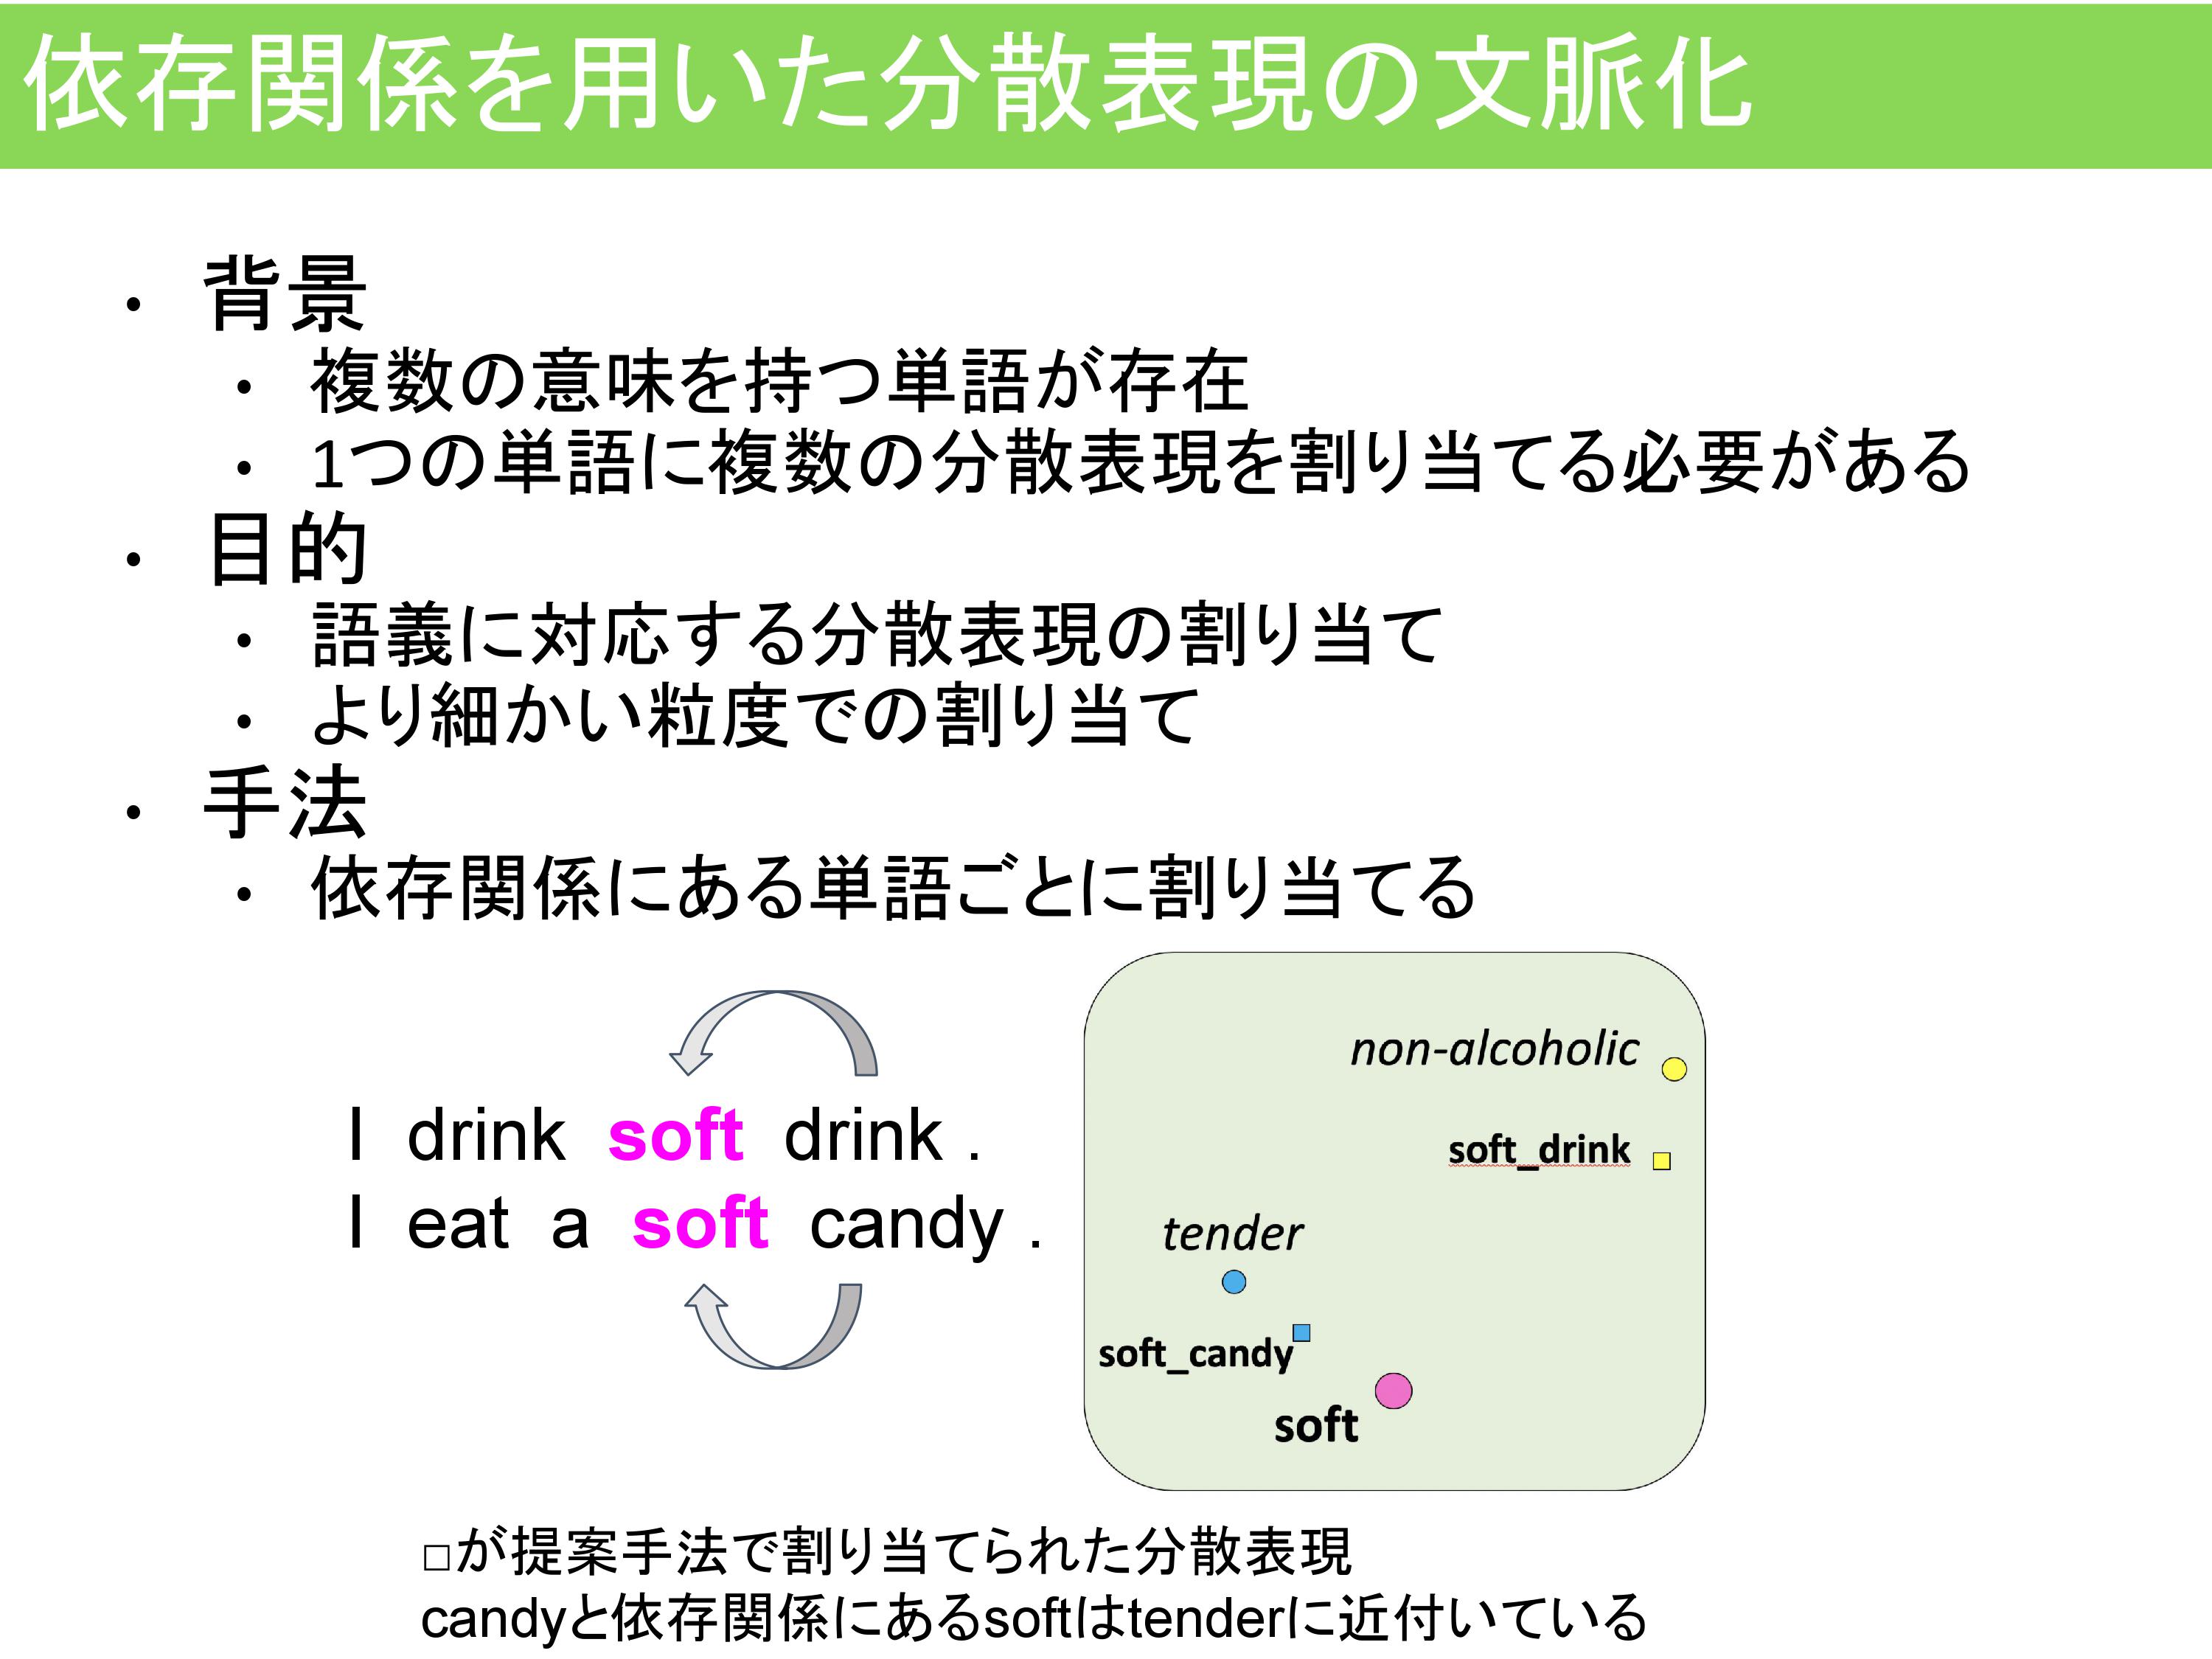 依存関係を用いた分散表現の文脈化
• 背景
• 複数の意味を持つ単語が存在
• 1つの単語に複数の分散表現を割り当てる必要がある
• 目的
• 語義に対応する分散表現の割り当て
• より細かい粒度での割り当て
• 手法
• 依存関係にある単語ごとに割り当てる
I drink soft drink .
I eat a soft candy .
non-alcoholic
soft_drink
tender
soft_candy
soft
□が提案手法で割り当てられた分散表現
candyと依存関係にあるsoftはtenderに近付いている